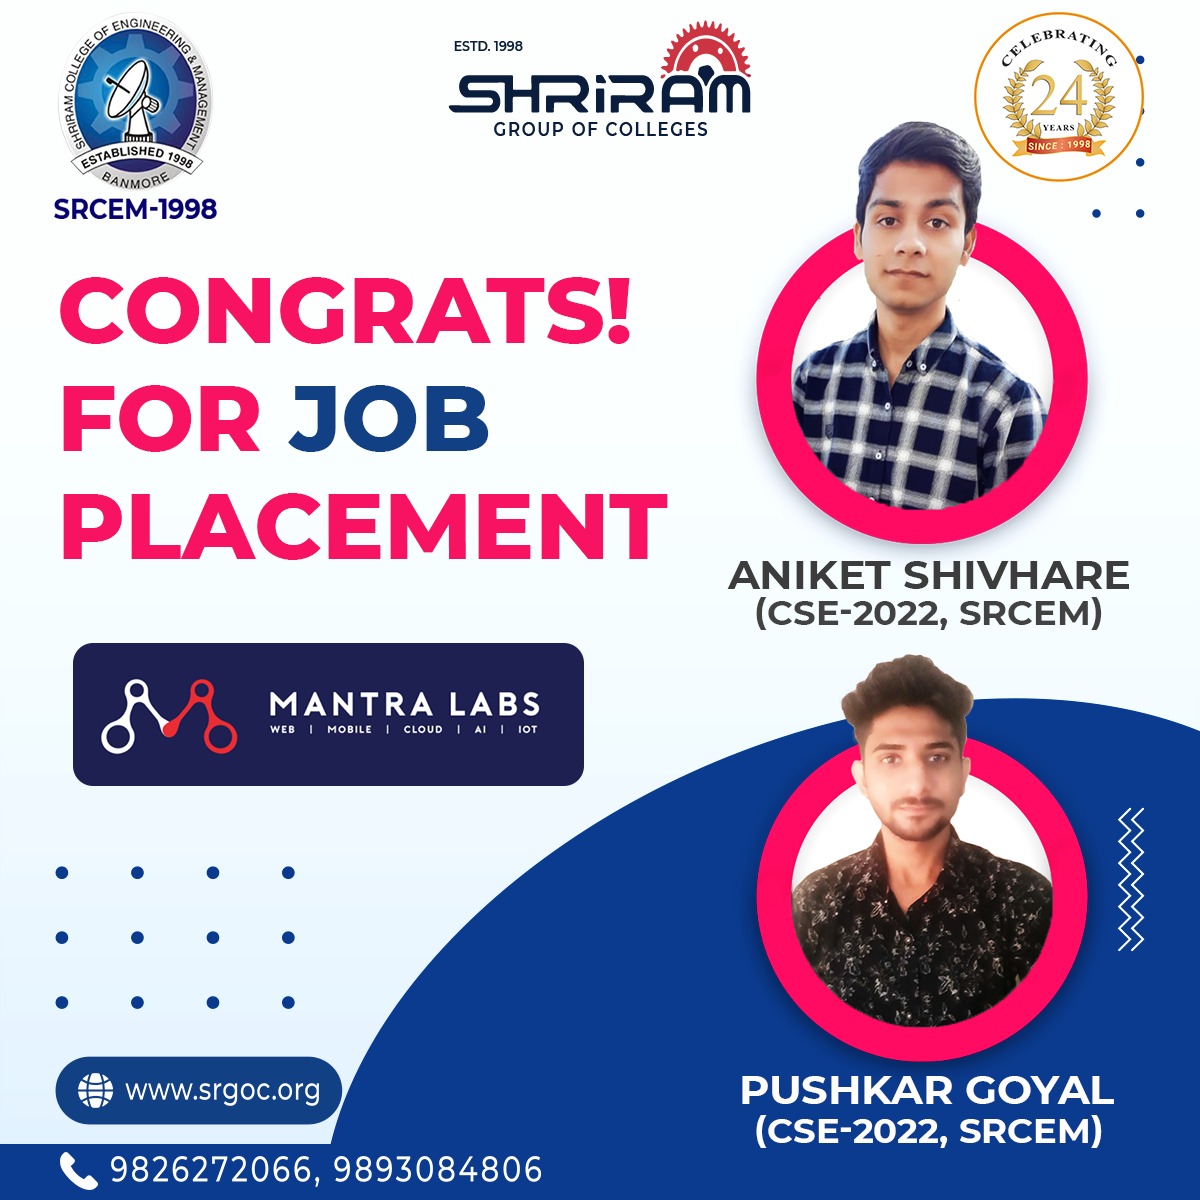 SHRIRAM COLLEGE OF ENGINEERING & MANAGEMENT
ESTABLISHED 1998
BANMORE
SRCEM-1998
ESTD. 1998
SHRiRAM
GROUP OF COLLEGES
CELEBRATING
24
YEARS
SINCE : 1998
CONGRATS!
FOR JOB
PLACEMENT
MANTRA LABS
WEB | MOBILE | CLOUD | AI | IOT
ANIKET SHIVHARE
(CSE-2022, SRCEM)
PUSHKAR GOYAL
(CSE-2022, SRCEM)
www.srgoc.org
9826272066, 9893084806